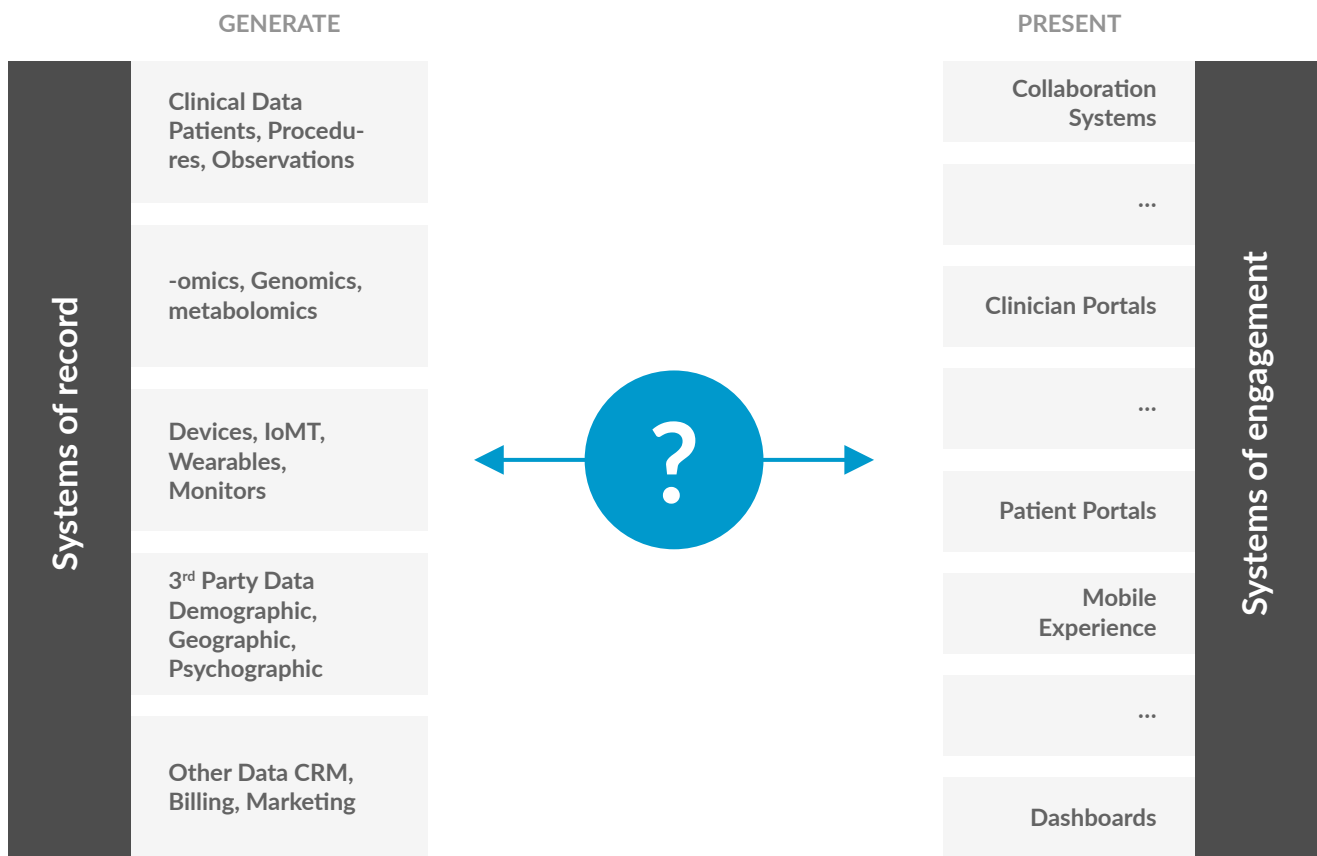 GENERATE
PRESENT
Systems of record
Clinical Data
Patients, Procedu-
res, Observations
-omics, Genomics,
metabolomics
Devices, IoMT,
Wearables,
Monitors
3rd Party Data
Demographic,
Geographic,
Psychographic
Other Data CRM,
Billing, Marketing
?
Collaboration
Systems
...
Clinician Portals
...
Patient Portals
Mobile
Experience
...
Dashboards
Systems of engagement